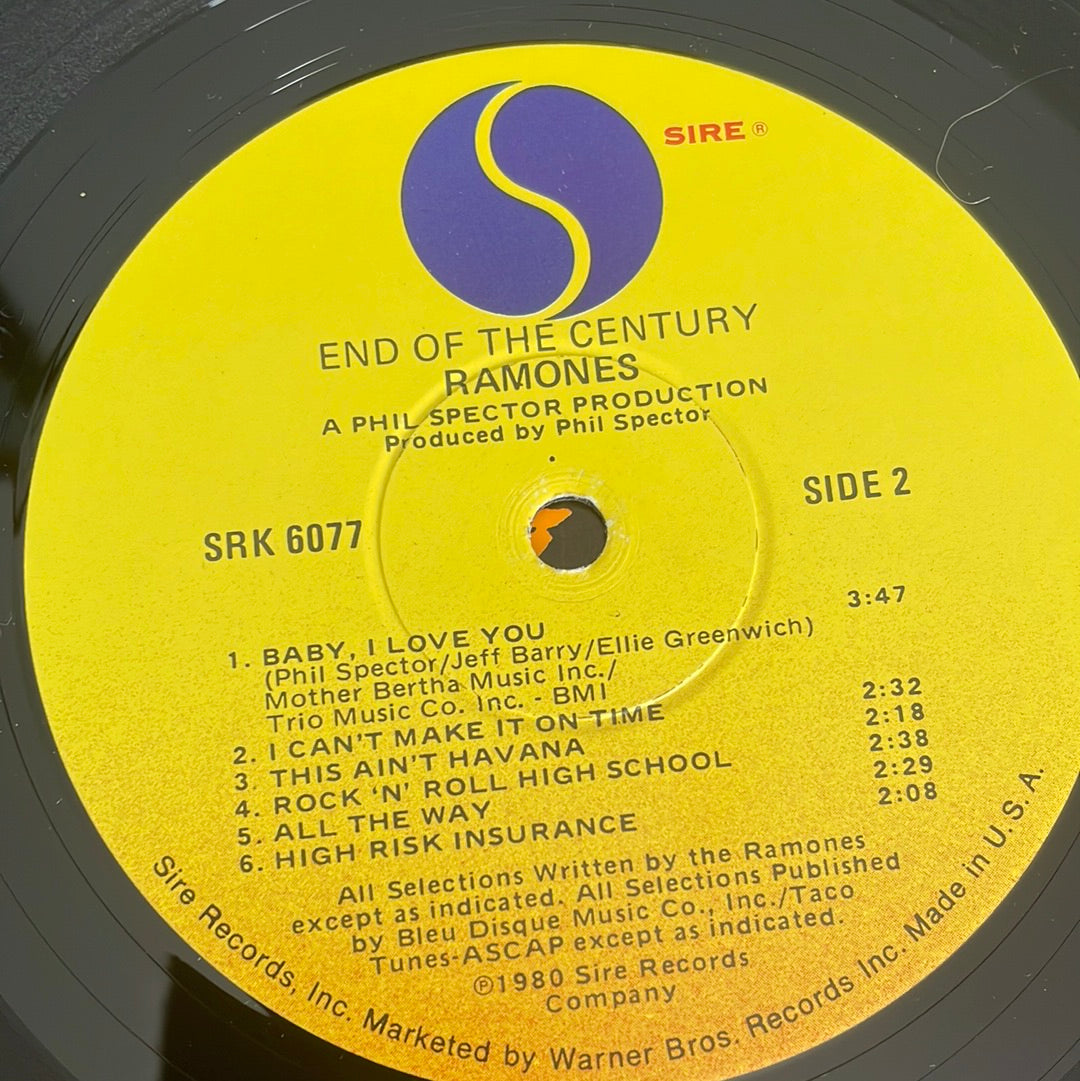 SIRE ®
END OF THE CENTURY
RAMONES
A PHIL SPECTOR PRODUCTION
Produced by Phil Spector
SRK 6077
SIDE 2
1. BABY, I LOVE YOU 3:47
(Phil Spector/Jeff Barry/Ellie Greenwich)
Mother Bertha Music Inc./
Trio Music Co. Inc. - BMI
2. I CAN'T MAKE IT ON TIME 2:32
3. THIS AIN'T HAVANA 2:18
4. ROCK 'N' ROLL HIGH SCHOOL 2:38
5. ALL THE WAY 2:29
6. HIGH RISK INSURANCE 2:08
All Selections Written by the Ramones
except as indicated. All Selections Published
by Bleu Disque Music Co., Inc./Taco
Tunes-ASCAP except as indicated.
℗1980 Sire Records
Company
Sire Records, Inc. Marketed by Warner Bros. Records Inc. Made in U. S. A.